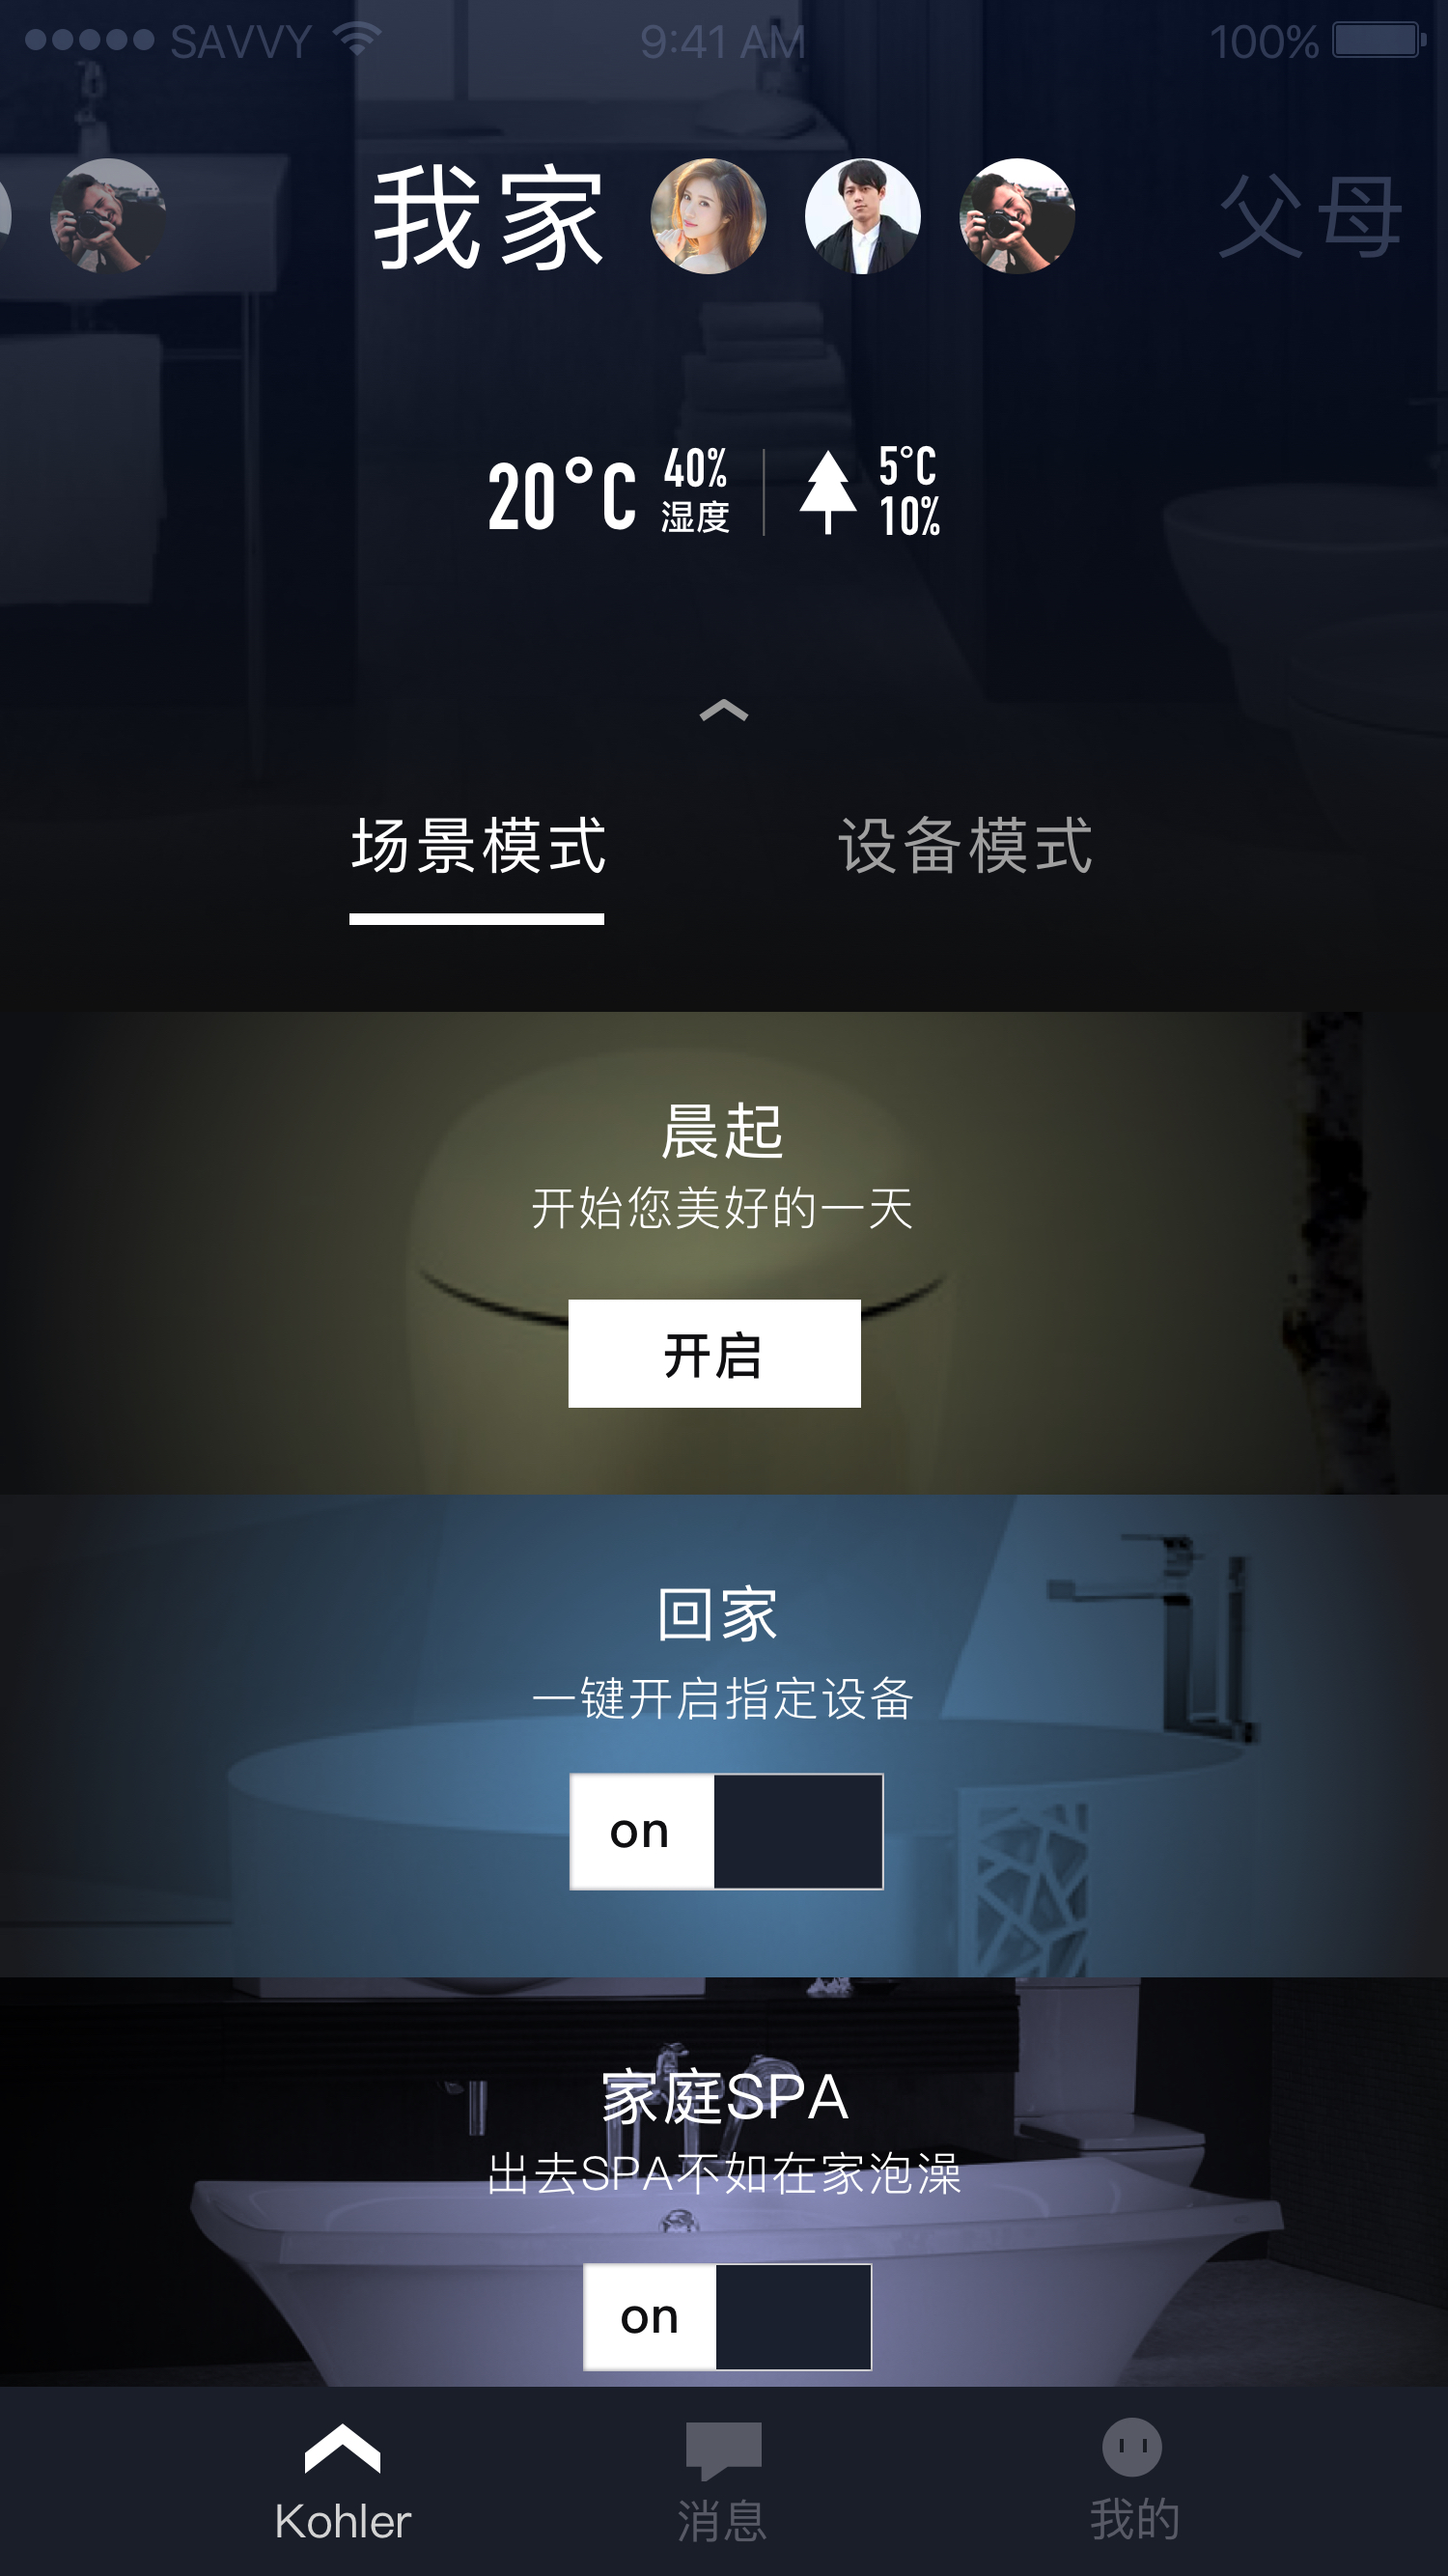 SAVVY 9:41 AM 100%
我家 父母
20°C 40% 湿度 5°C 10%
场景模式 设备模式
晨起
开始您美好的一天
开启
回家
一键开启指定设备
on
家庭SPA
出去SPA不如在家泡澡
on
Kohler 消息 我的